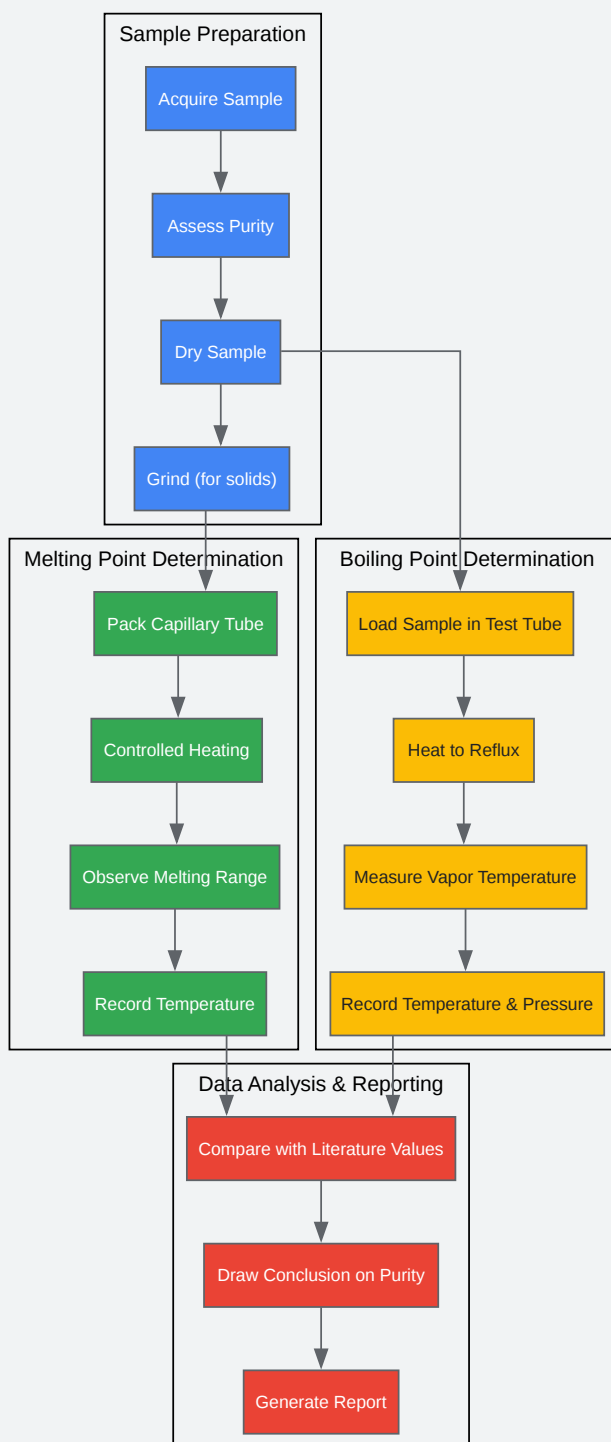 Sample Preparation
Acquire Sample
Assess Purity
Dry Sample
Grind (for solids)
Melting Point Determination
Pack Capillary Tube
Controlled Heating
Observe Melting Range
Record Temperature
Boiling Point Determination
Load Sample in Test Tube
Heat to Reflux
Measure Vapor Temperature
Record Temperature & Pressure
Data Analysis & Reporting
Compare with Literature Values
Draw Conclusion on Purity
Generate Report